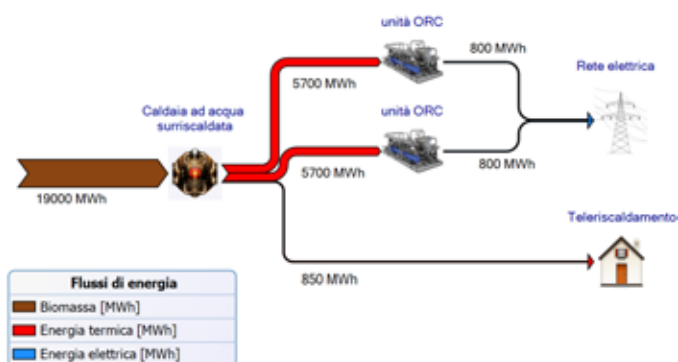 unità ORC
800 MWh
Rete elettrica
5700 MWh
Caldaia ad acqua
surriscaldata
unità ORC
5700 MWh
800 MWh
19000 MWh
Teleriscaldamento
850 MWh
Flussi di energia
Biomassa [MWh]
Energia termica [MWh]
Energia elettrica [MWh]